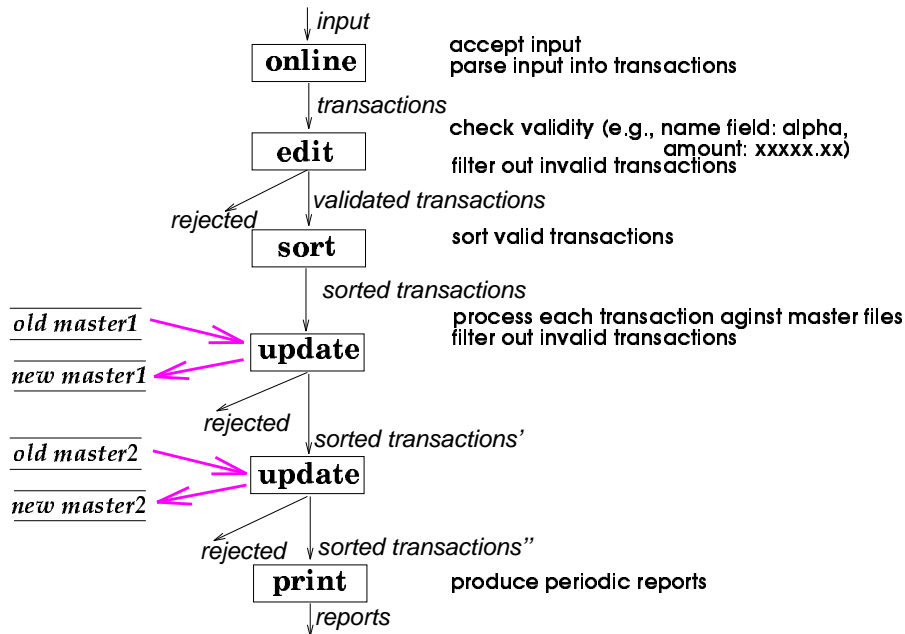 input
online
accept input
parse input into transactions
transactions
edit
check validity (e.g., name field: alpha,
amount: xxxxx.xx)
filter out invalid transactions
rejected
validated transactions
sort
sort valid transactions
sorted transactions
old master1
new master1
update
process each transaction aginst master files
filter out invalid transactions
rejected
sorted transactions'
old master2
new master2
update
rejected
sorted transactions''
print
produce periodic reports
reports